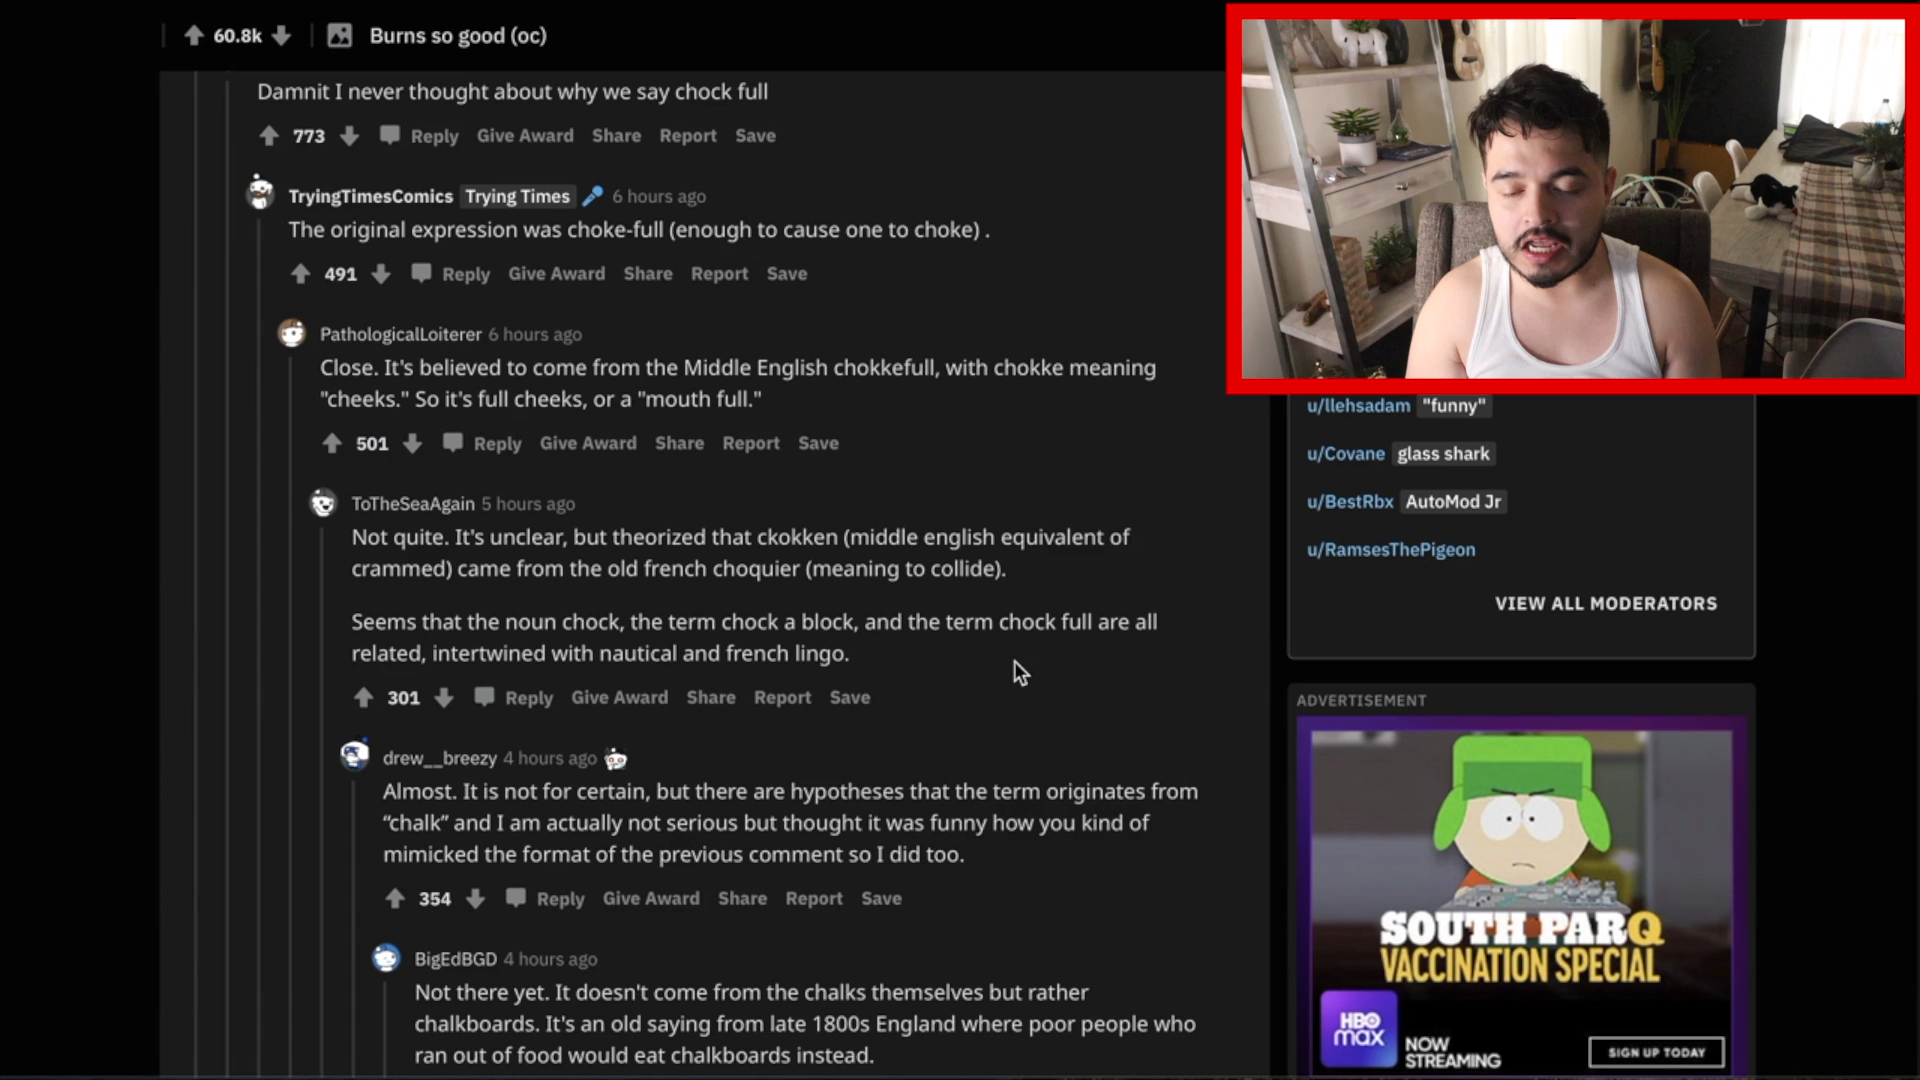 60.8k Burns so good (oc)
Damnit I never thought about why we say chock full
773 Reply Give Award Share Report Save
TryingTimesComics Trying Times 6 hours ago
The original expression was choke-full (enough to cause one to choke) .
491 Reply Give Award Share Report Save
PathologicalLoiterer 6 hours ago
Close. It's believed to come from the Middle English chokkefull, with chokke meaning
"cheeks." So it's full cheeks, or a "mouth full."
501 Reply Give Award Share Report Save
ToTheSeaAgain 5 hours ago
Not quite. It's unclear, but theorized that ckokken (middle english equivalent of
crammed) came from the old french choquier (meaning to collide).
Seems that the noun chock, the term chock a block, and the term chock full are all
related, intertwined with nautical and french lingo.
301 Reply Give Award Share Report Save
drew__breezy 4 hours ago
Almost. It is not for certain, but there are hypotheses that the term originates from
“chalk” and I am actually not serious but thought it was funny how you kind of
mimicked the format of the previous comment so I did too.
354 Reply Give Award Share Report Save
BigEdBGD 4 hours ago
Not there yet. It doesn't come from the chalks themselves but rather
chalkboards. It's an old saying from late 1800s England where poor people who
ran out of food would eat chalkboards instead.
u/llehsadam "funny"
u/Covane glass shark
u/BestRbx AutoMod Jr
u/RamsesThePigeon
VIEW ALL MODERATORS
ADVERTISEMENT
SOUTH PARQ
VACCINATION SPECIAL
HBO
max
NOW
STREAMING
SIGN UP TODAY